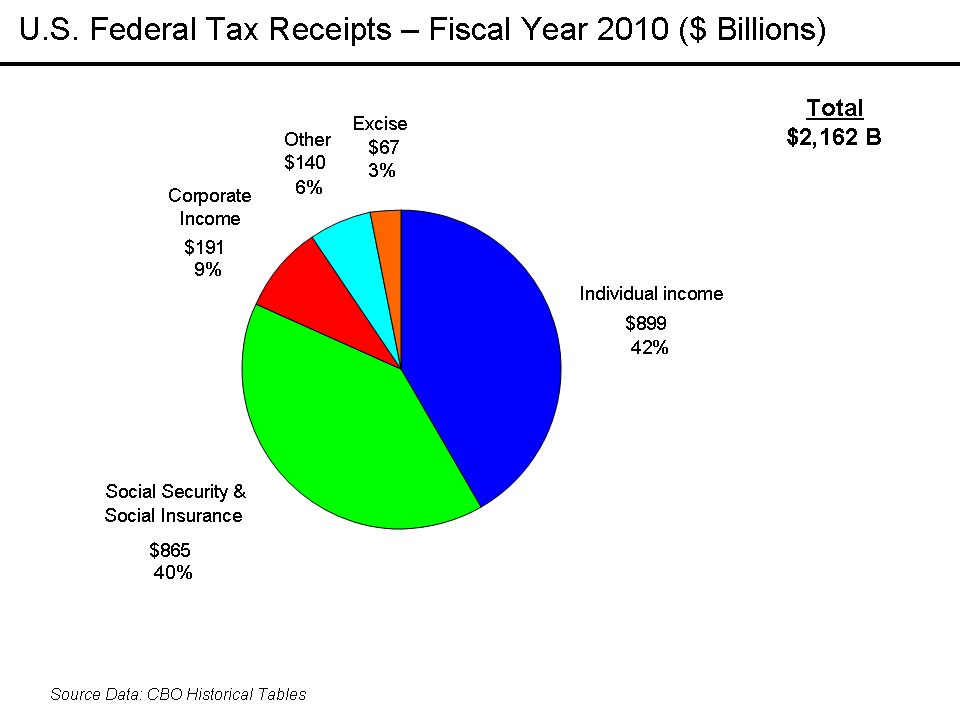 U.S. Federal Tax Receipts – Fiscal Year 2010 ($ Billions)
Total
$2,162 B
Excise
$67
3%
Other
$140
6%
Corporate
Income
$191
9%
Individual income
$899
42%
Social Security &
Social Insurance
$865
40%
Source Data: CBO Historical Tables